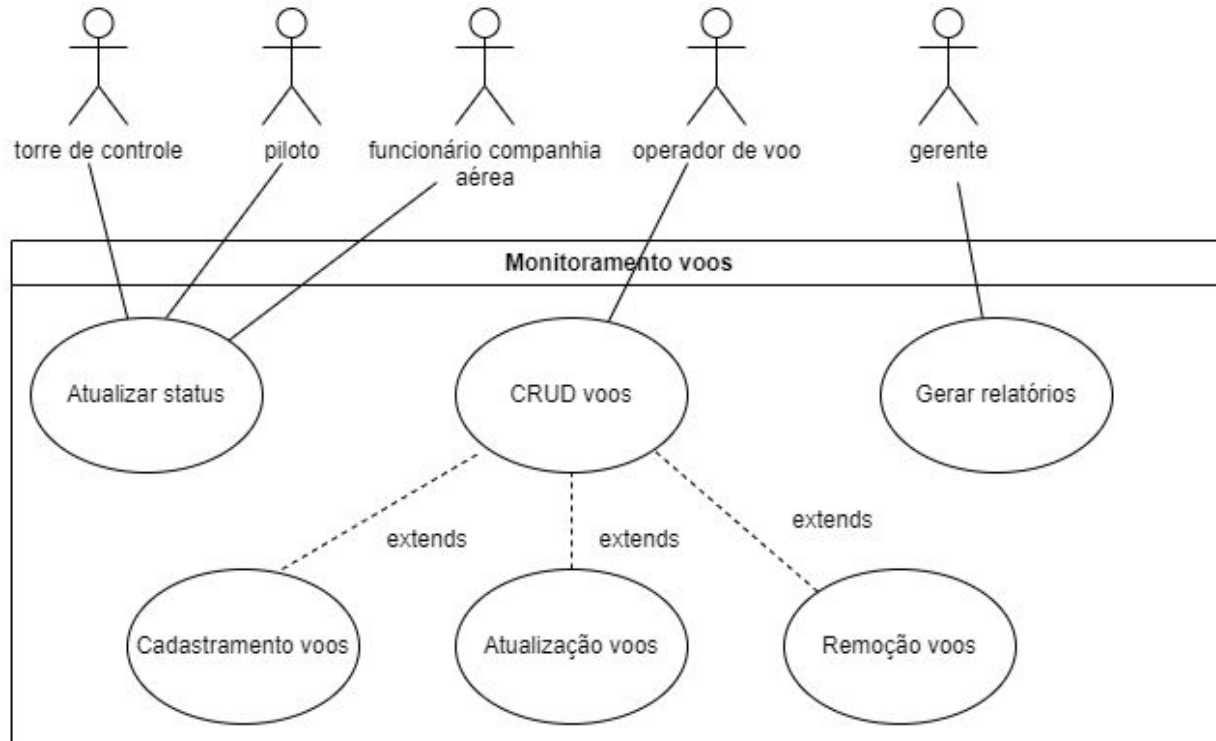 torre de controle
piloto
funcionário companhia
aérea
operador de voo
gerente
Monitoramento voos
Atualizar status
CRUD voos
Gerar relatórios
extends
extends
extends
Cadastramento voos
Atualização voos
Remoção voos